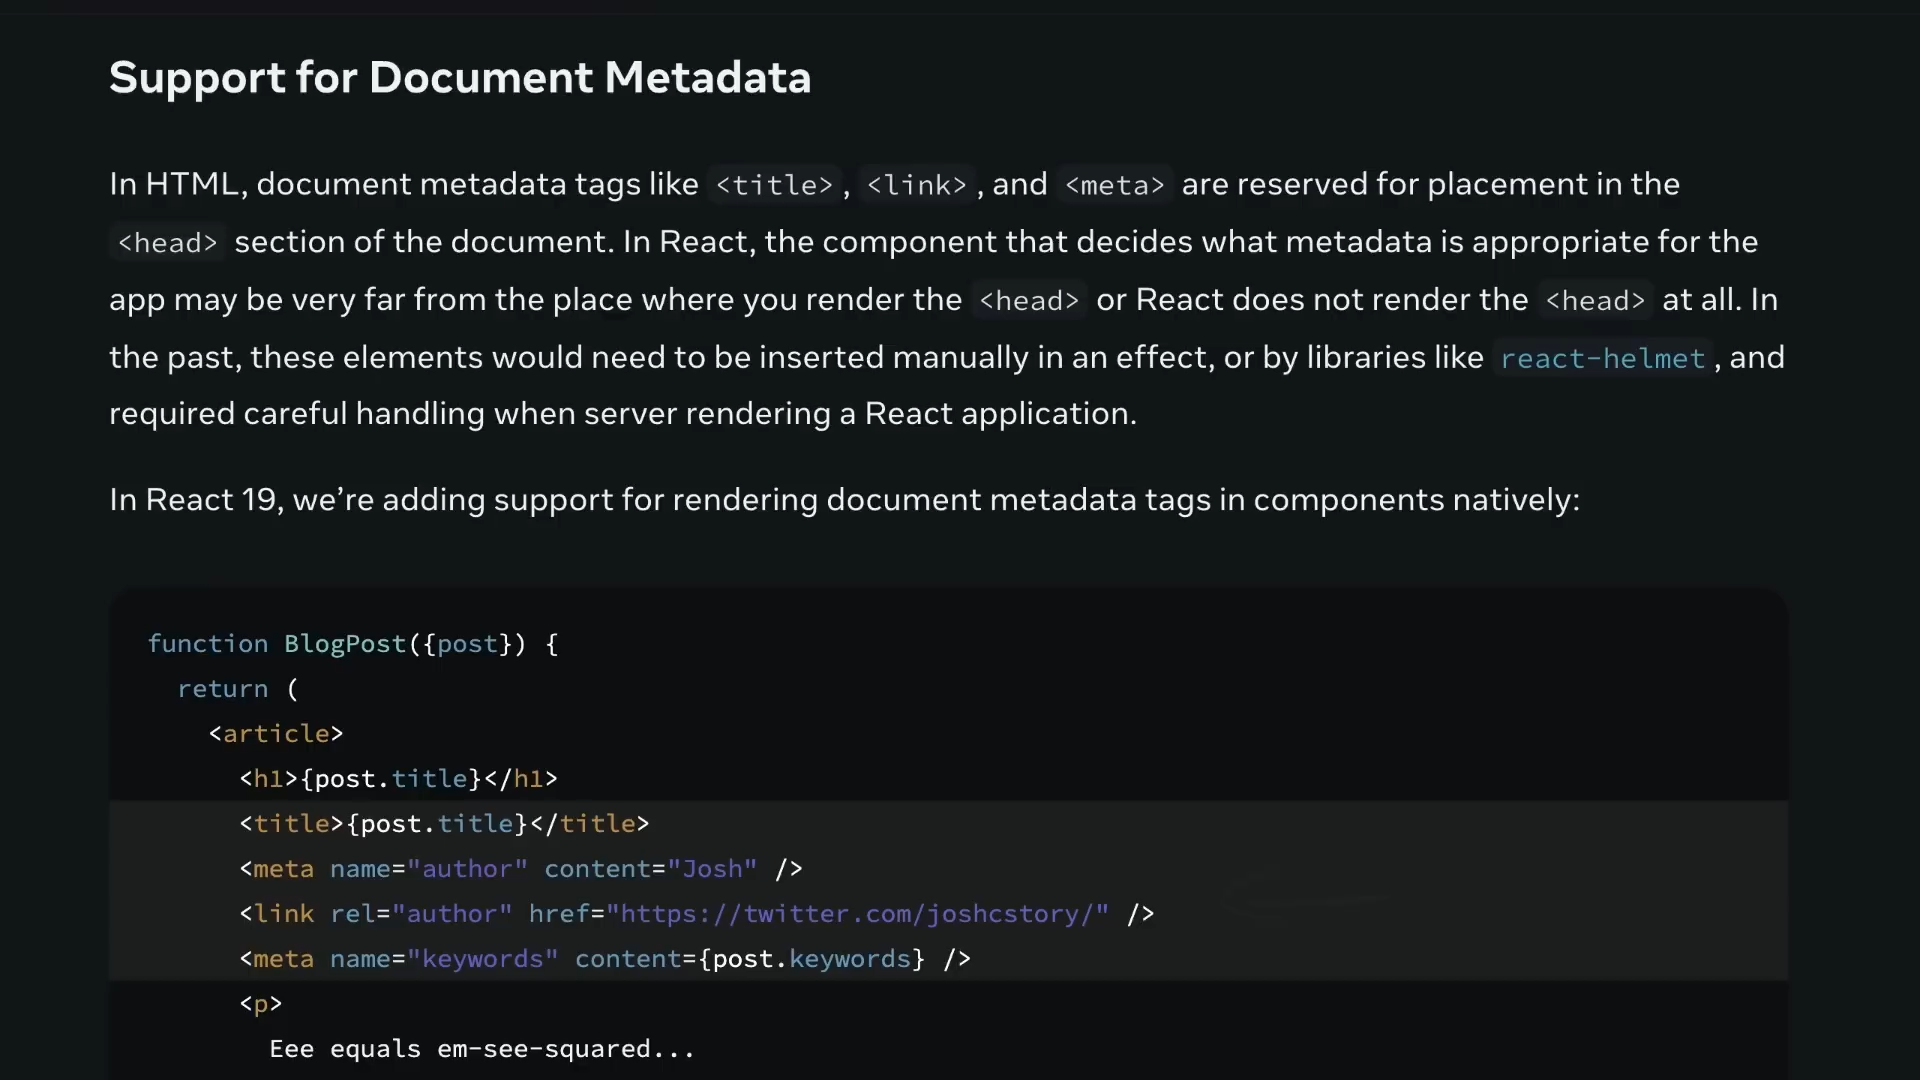 Support for Document Metadata
In HTML, document metadata tags like <title>, <link>, and <meta> are reserved for placement in the
<head> section of the document. In React, the component that decides what metadata is appropriate for the
app may be very far from the place where you render the <head> or React does not render the <head> at all. In
the past, these elements would need to be inserted manually in an effect, or by libraries like react-helmet, and
required careful handling when server rendering a React application.
In React 19, we’re adding support for rendering document metadata tags in components natively:
function BlogPost({post}) {
  return (
    <article>
      <h1>{post.title}</h1>
      <title>{post.title}</title>
      <meta name="author" content="Josh" />
      <link rel="author" href="https://twitter.com/joshcstory/" />
      <meta name="keywords" content={post.keywords} />
      <p>
        Eee equals em-see-squared...